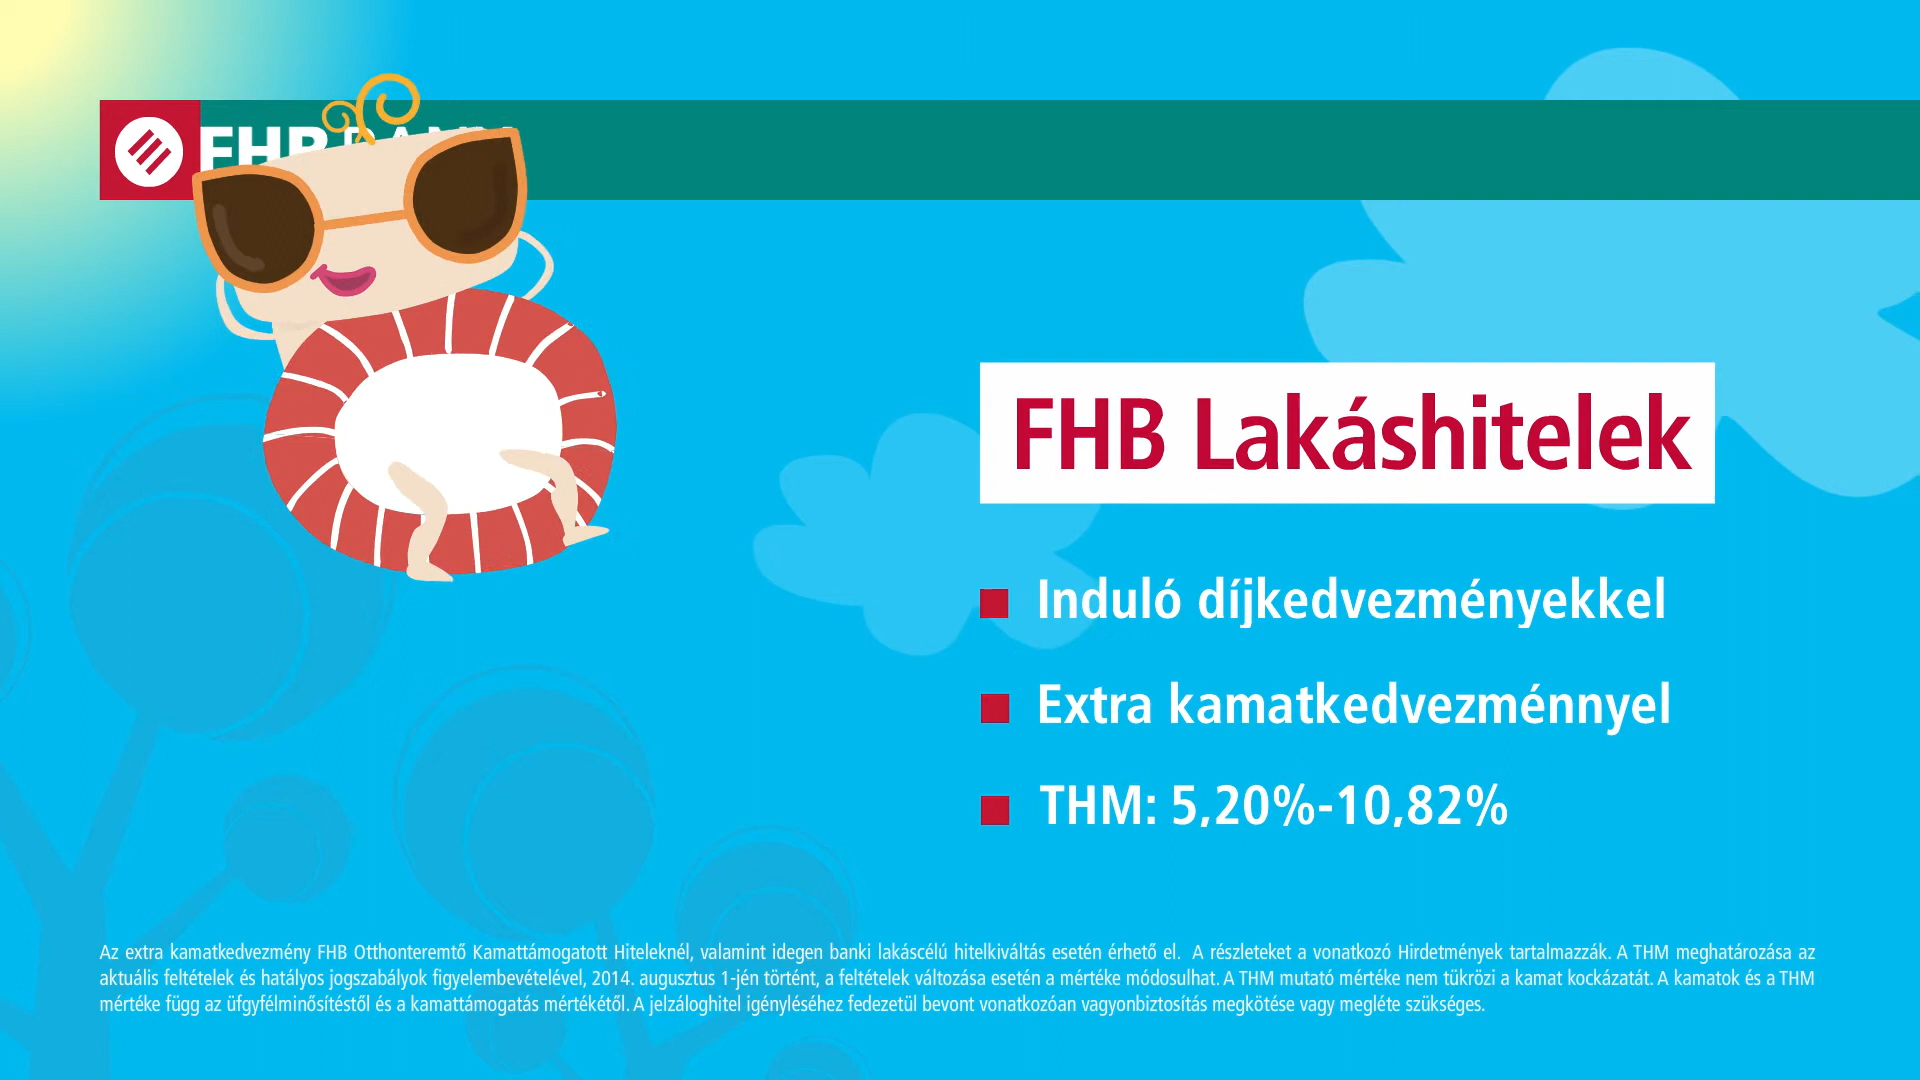 FHB BANK
FHB Lakáshitelek
Induló díjkedvezményekkel
Extra kamatkedvezménnyel
THM: 5,20%-10,82%
Az extra kamatkedvezmény FHB Otthonteremtő Kamattámogatott Hiteleknél, valamint idegen banki lakáscélú hitelkiváltás esetén érhető el. A részleteket a vonatkozó Hirdetmények tartalmazzák. A THM meghatározása az
aktuális feltételek és hatályos jogszabályok figyelembevételével, 2014. augusztus 1-jén történt, a feltételek változása esetén a mértéke módosulhat. A THM mutató mértéke nem tükrözi a kamat kockázatát. A kamatok és a THM
mértéke függ az üfgyfélminősítéstől és a kamattámogatás mértékétől. A jelzáloghitel igényléséhez fedezetül bevont vonatkozóan vagyonbiztosítás megkötése vagy megléte szükséges.